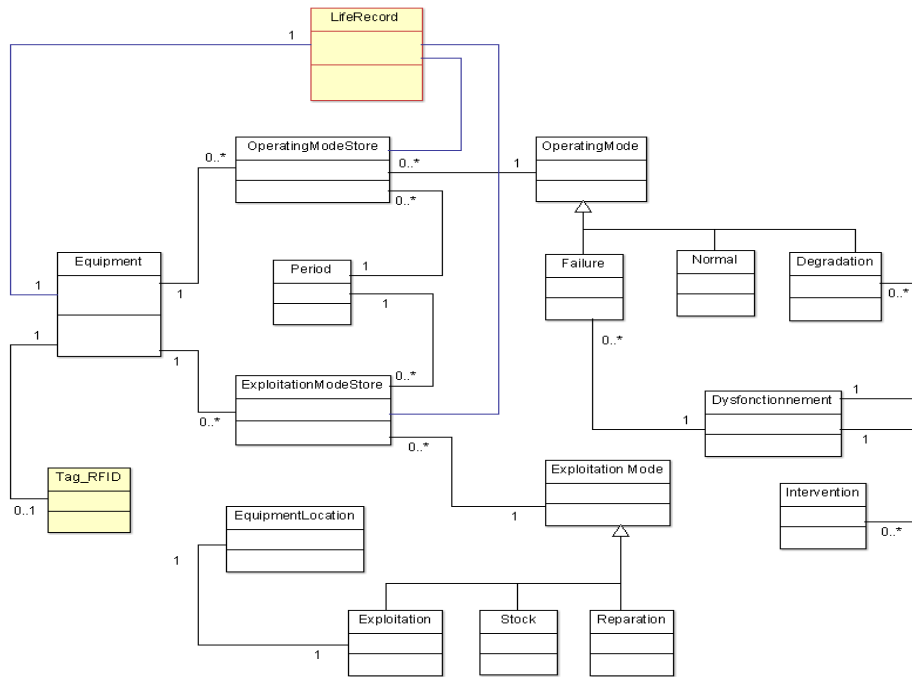 LifeRecord
1
OperatingModeStore
0..*
0..*
1
OperatingMode
0..*
Equipment
1
1
Period
1
1
Failure
Normal
Degradation
0..*
0..*
1
1
ExploitationModeStore
0..*
0..*
0..*
Dysfonctionnement
1
1
1
Tag_RFID
0..1
Exploitation Mode
1
EquipmentLocation
1
Intervention
0..*
Exploitation
1
Stock
Reparation